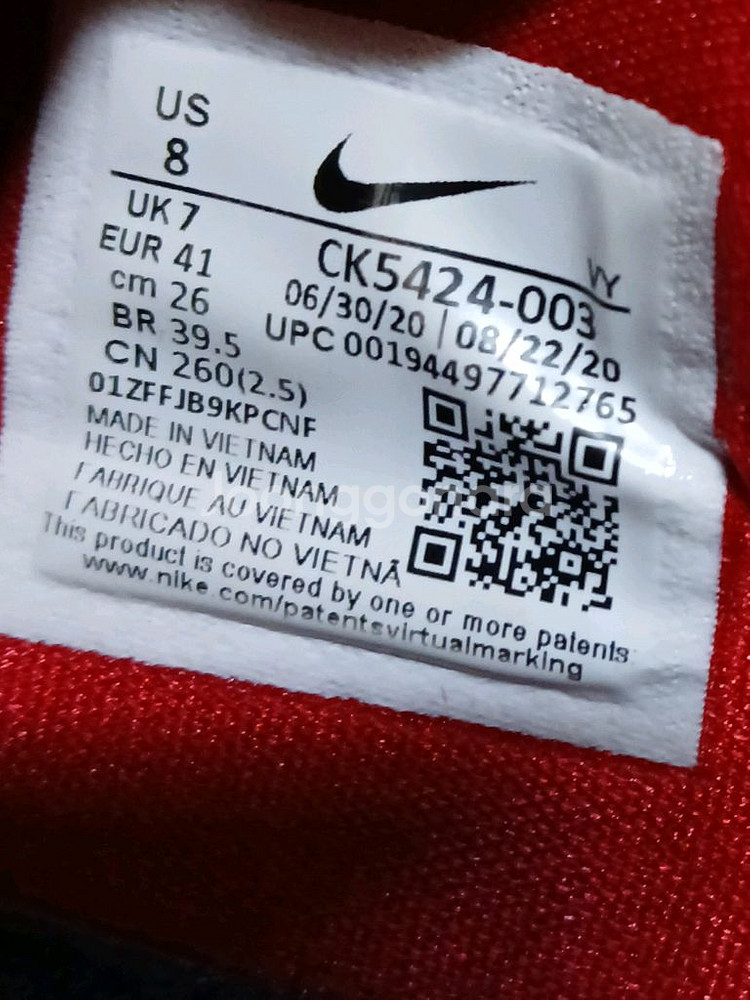 US
8
UK 7
EUR 41
cm 26
BR 39.5
CN 260(2.5)
VY
CK5424-003
06/30/20 | 08/22/20
UPC 00194497712765
01ZFFJB9KPCNF
MADE IN VIETNAM
HECHO EN VIETNAM
FABRIQUE AU VIETNAM
FABRICADO NO VIETNÃ
This product is covered by one or more patents
www.nike.com/patentsvirtualmarking